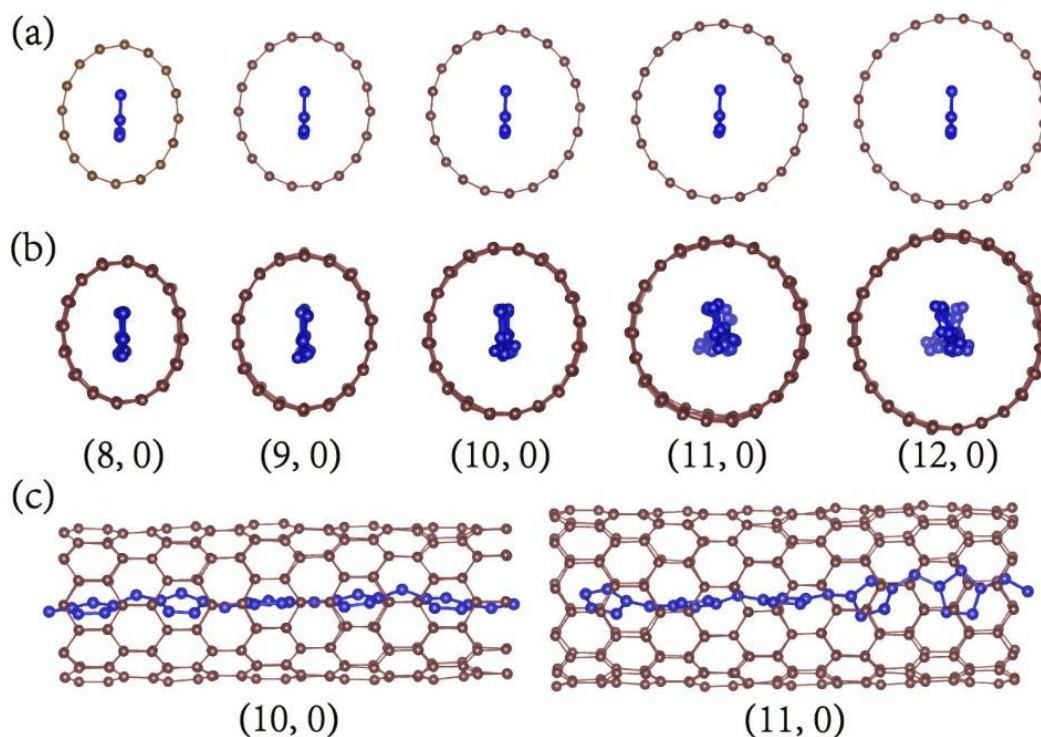 (a)
(b)
(8, 0) (9, 0) (10, 0) (11, 0) (12, 0)
(c)
(10, 0) (11, 0)